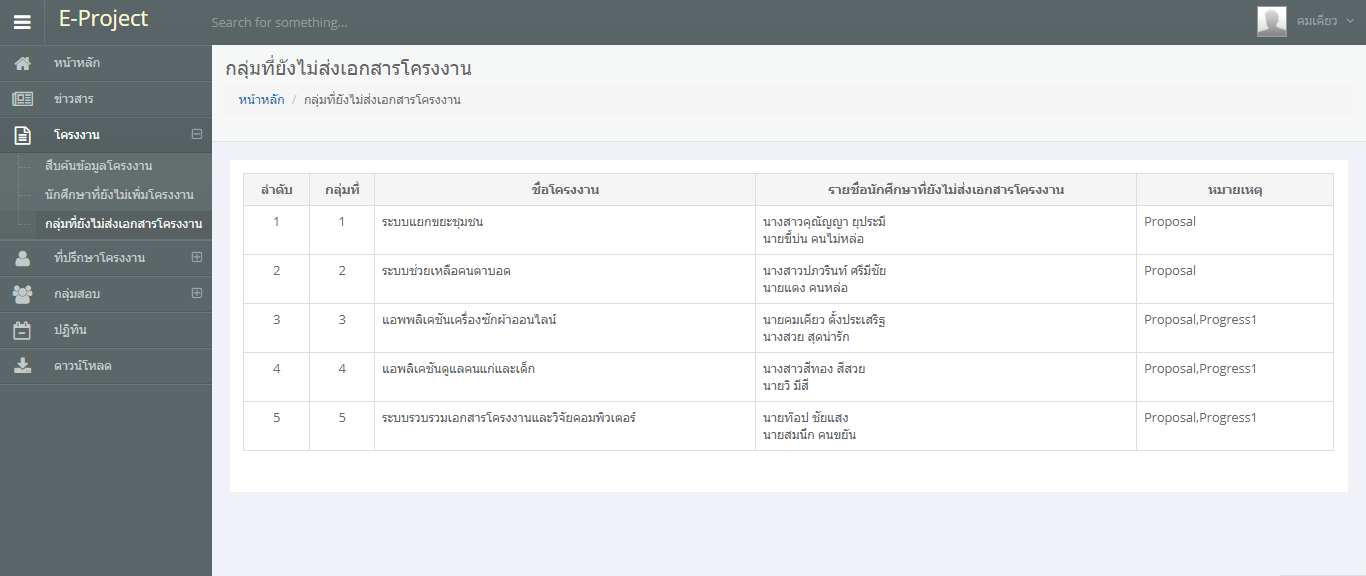 E-Project
Search for something...
คมเคียว
หน้าหลัก
ข่าวสาร
โครงงาน
สืบค้นข้อมูลโครงงาน
นักศึกษาที่ยังไม่เพิ่มโครงงาน
กลุ่มที่ยังไม่ส่งเอกสารโครงงาน
ที่ปรึกษาโครงงาน
กลุ่มสอบ
ปฏิทิน
ดาวน์โหลด
กลุ่มที่ยังไม่ส่งเอกสารโครงงาน
หน้าหลัก / กลุ่มที่ยังไม่ส่งเอกสารโครงงาน
ลำดับ กลุ่มที่ ชื่อโครงงาน รายชื่อนักศึกษาที่ยังไม่ส่งเอกสารโครงงาน หมายเหตุ
1 1 ระบบแยกขยะชุมชน นางสาวคุณัญญา ยุประมี Proposal
นายขี้บ่น คนไม่หล่อ
2 2 ระบบช่วยเหลือคนตาบอด นางสาวปภวรินท์ ศรีมีชัย Proposal
นายแดง คนหล่อ
3 3 แอพพลิเคชันเครื่องซักผ้าออนไลน์ นายคมเคียว ตั้งประเสริฐ Proposal,Progress1
นางสวย สุดน่ารัก
4 4 แอพลิเคชันดูแลคนแก่และเด็ก นางสาวสีทอง สีสวย Proposal,Progress1
นายวี มีสี
5 5 ระบบรวบรวมเอกสารโครงงานและวิจัยคอมพิวเตอร์ นายท๊อป ชัยแสง Proposal,Progress1
นายสมนึก คนขยัน